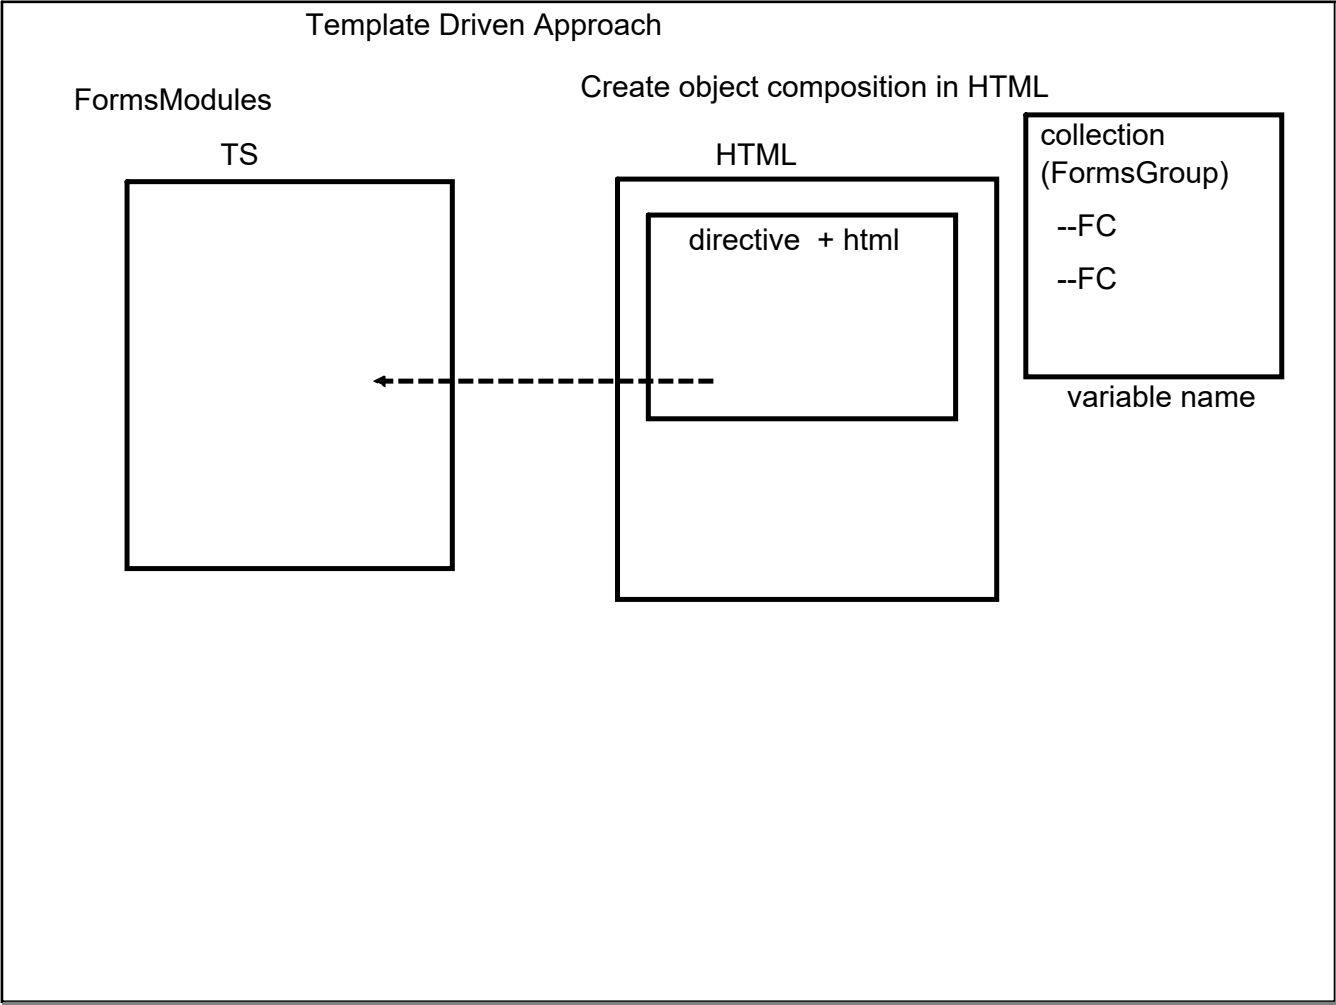 Template Driven Approach
FormsModules
Create object composition in HTML
TS
HTML
directive  + html
collection
(FormsGroup)
--FC
--FC
variable name